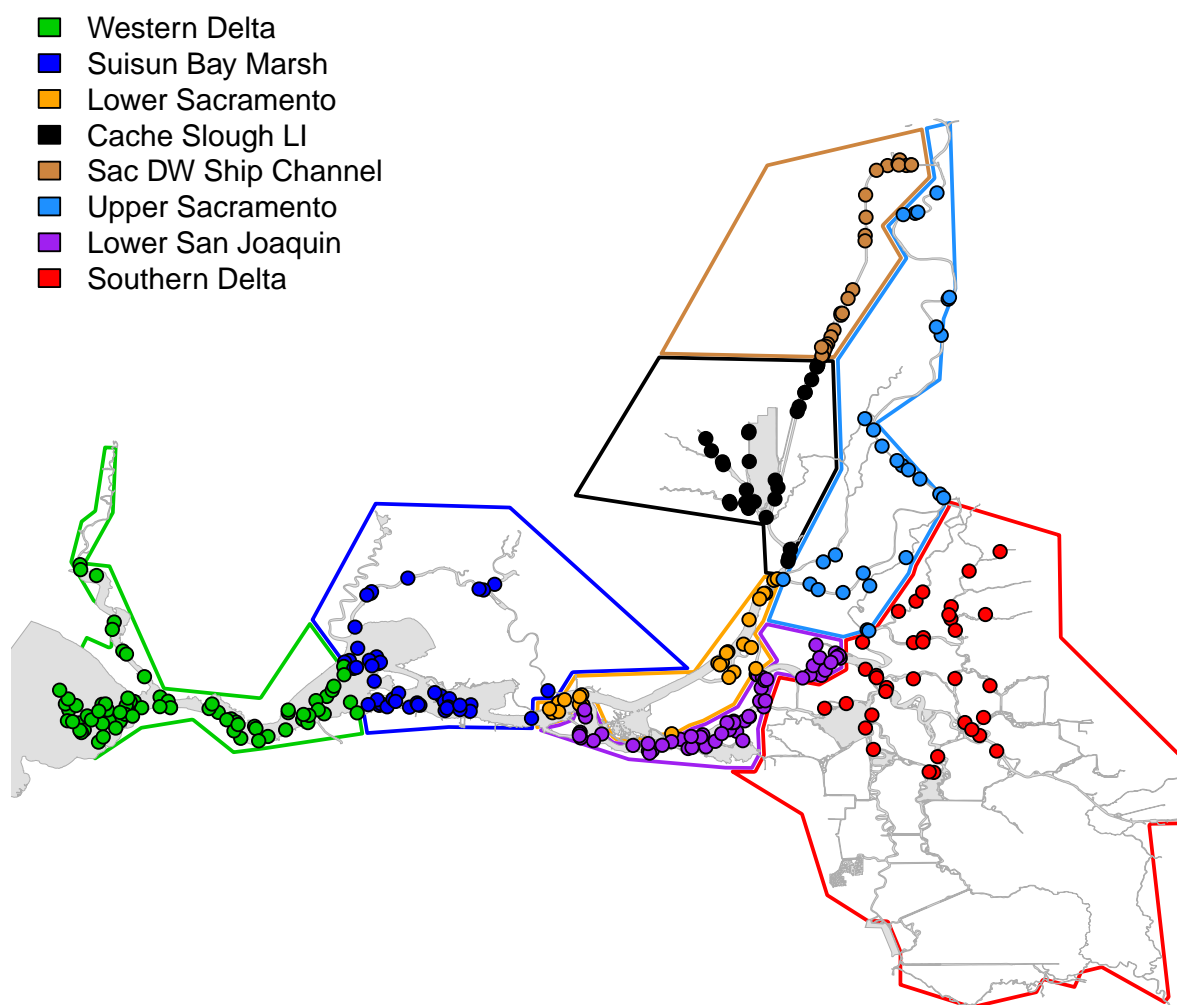 Western Delta
Suisun Bay Marsh
Lower Sacramento
Cache Slough LI
Sac DW Ship Channel
Upper Sacramento
Lower San Joaquin
Southern Delta